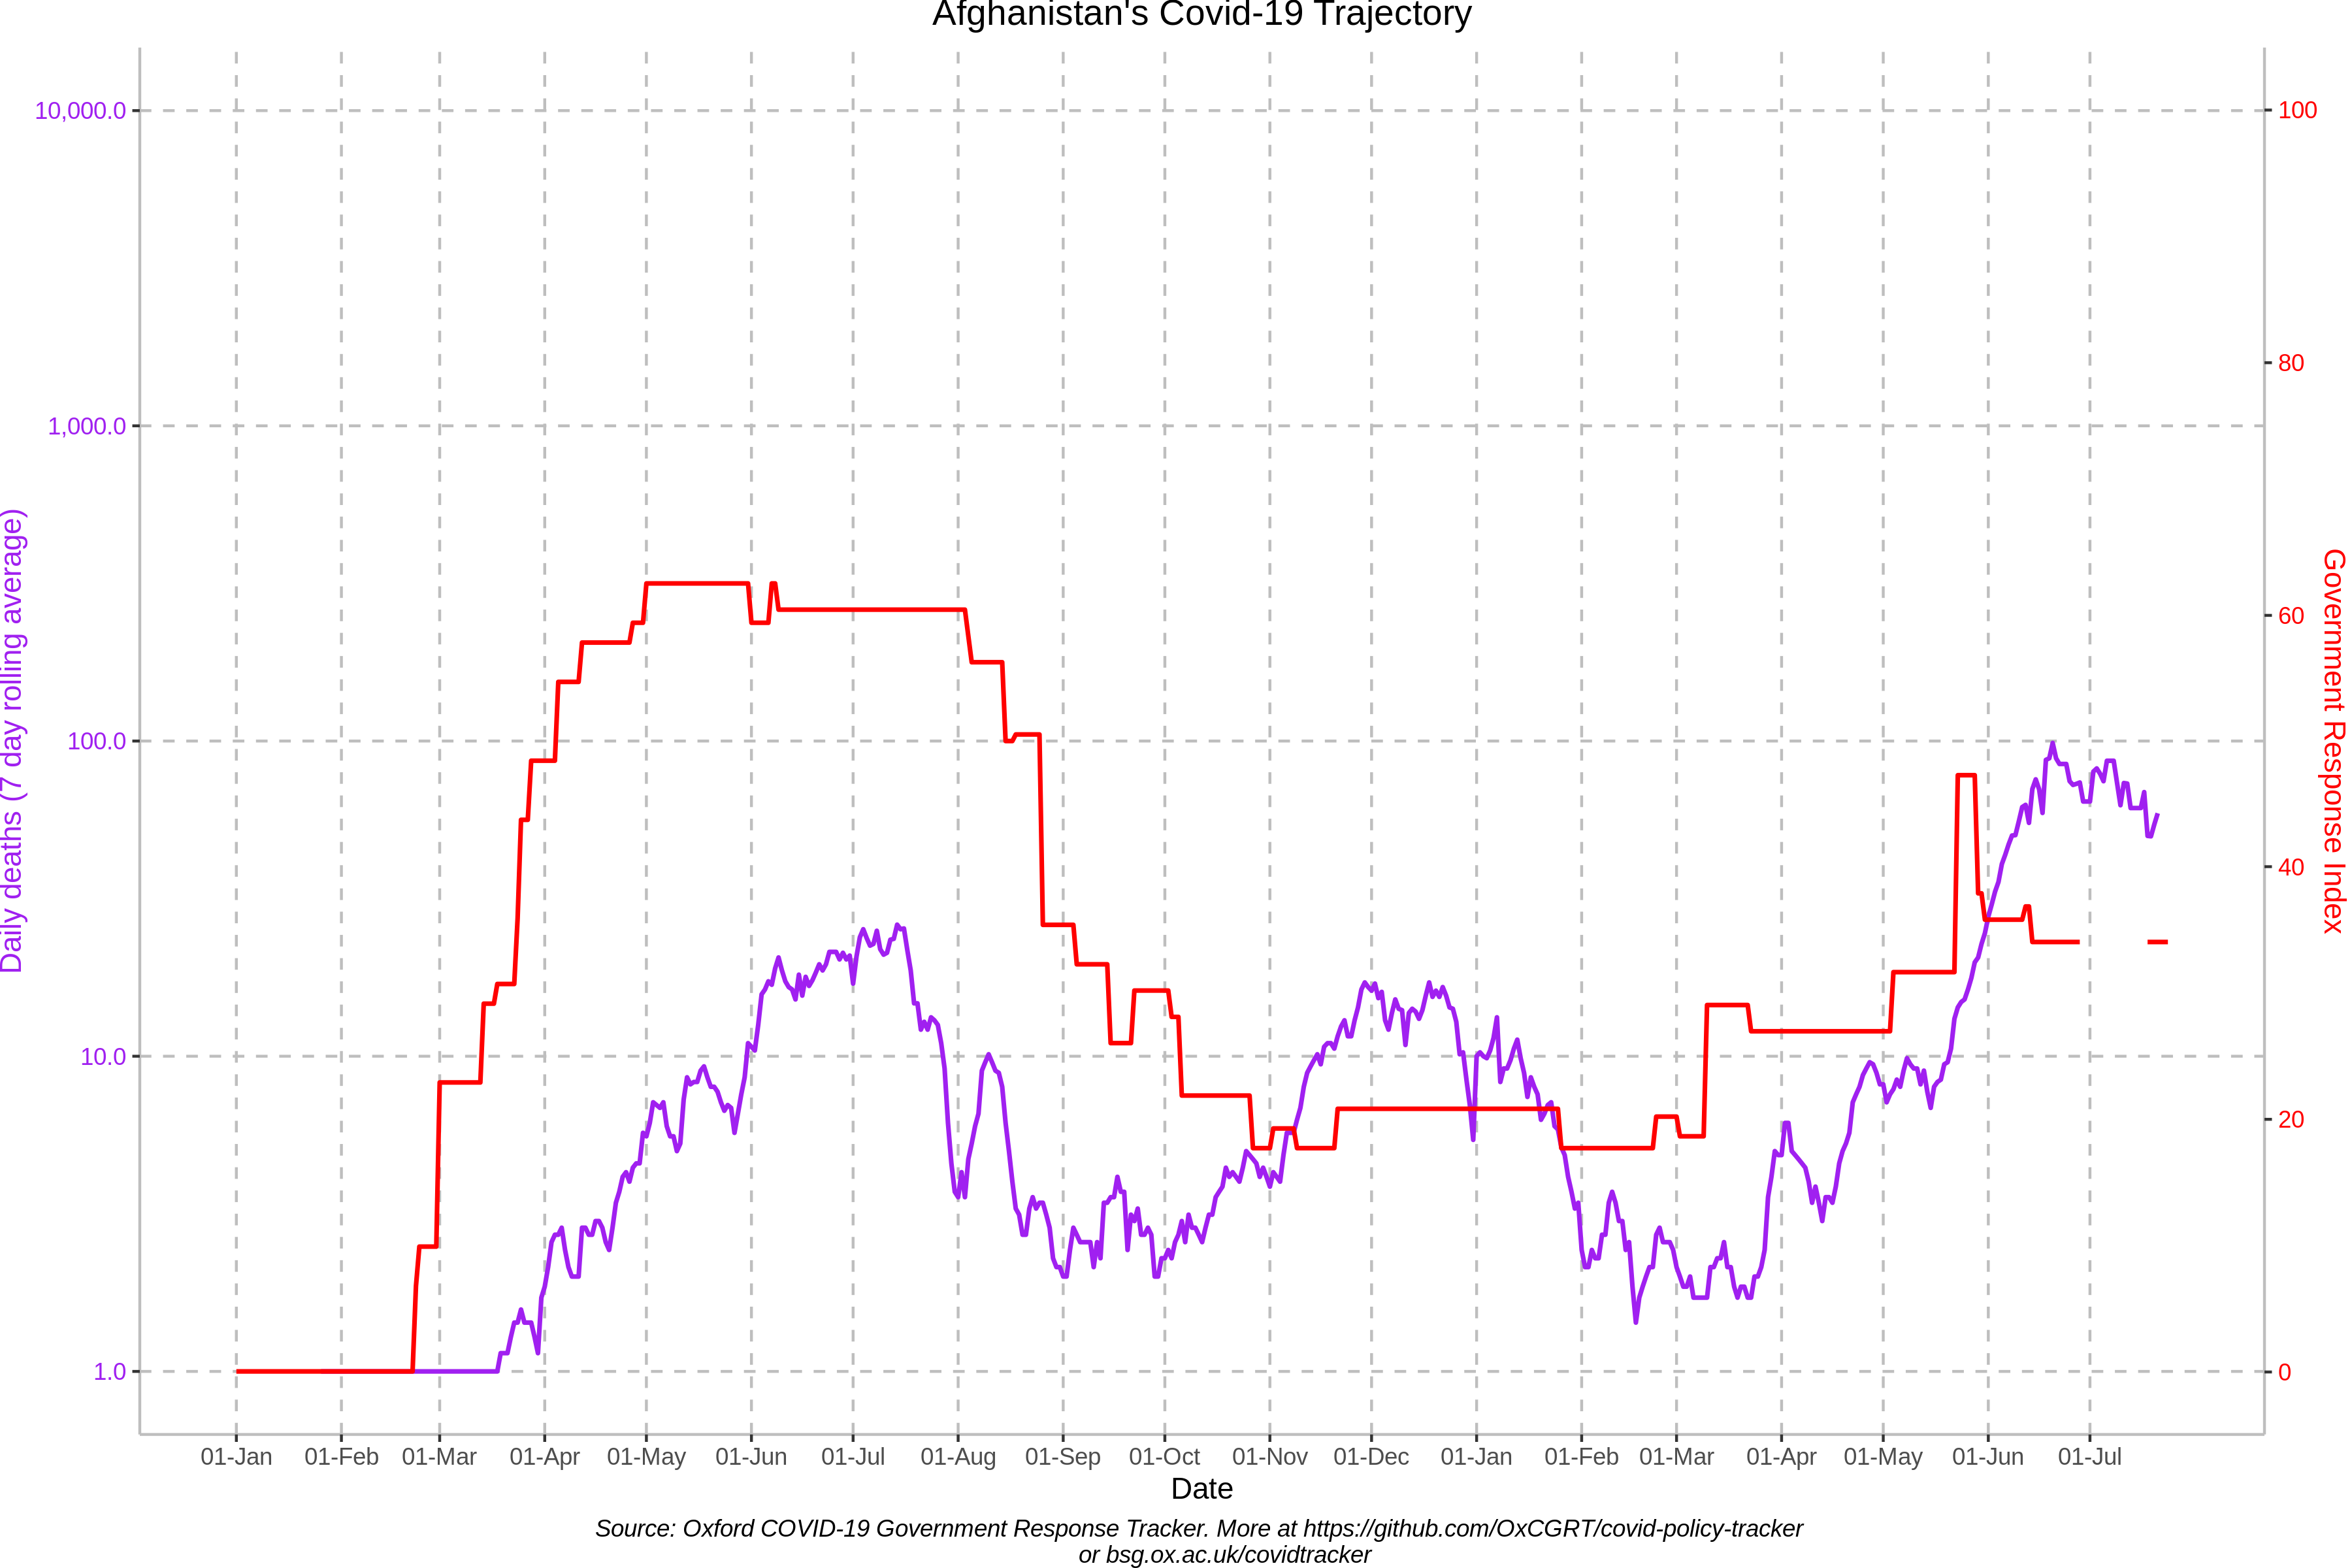 Afghanistan's Covid-19 Trajectory
10,000.0
1,000.0
100.0
10.0
1.0
Daily deaths (7 day rolling average)
100
80
60
40
20
0
Government Response Index
01-Jan 01-Feb 01-Mar 01-Apr 01-May 01-Jun 01-Jul 01-Aug 01-Sep 01-Oct 01-Nov 01-Dec 01-Jan 01-Feb 01-Mar 01-Apr 01-May 01-Jun 01-Jul
Date
Source: Oxford COVID-19 Government Response Tracker. More at https://github.com/OxCGRT/covid-policy-tracker
or bsg.ox.ac.uk/covidtracker